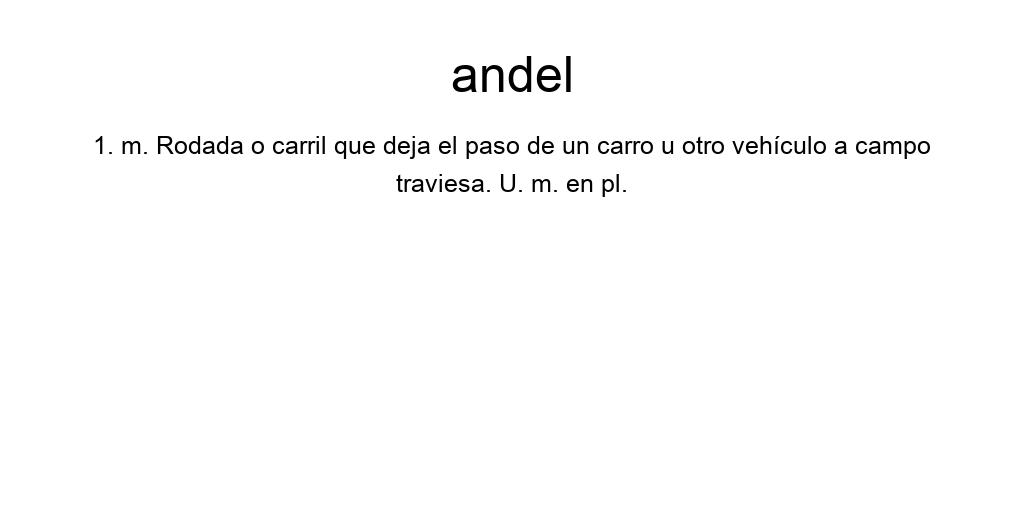 andel
1. m. Rodada o carril que deja el paso de un carro u otro vehículo a campo
traviesa. U. m. en pl.